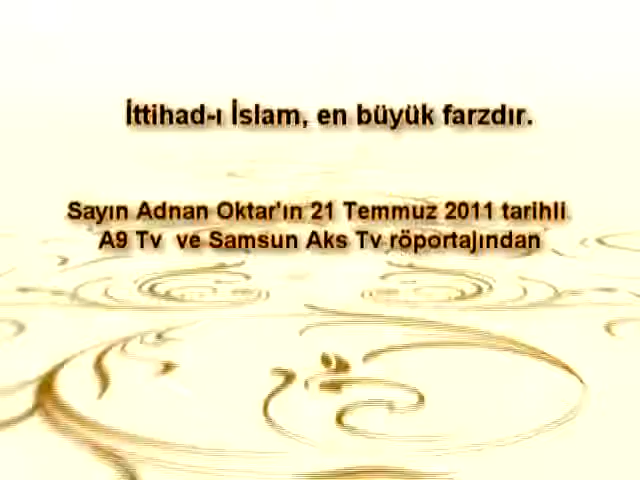 İttihad-ı İslam, en büyük farzdır.
Sayın Adnan Oktar'ın 21 Temmuz 2011 tarihli
A9 Tv ve Samsun Aks Tv röportajından